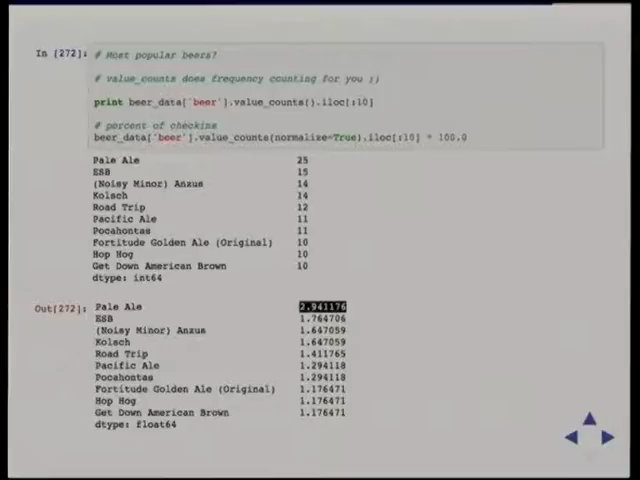 In [272]: # Most popular beers?
# value_counts does frequency counting for you ;)
print beer_data['beer'].value_counts().iloc[:10]
# percent of checkins
beer_data['beer'].value_counts(normalize=True).iloc[:10] * 100.0
Pale Ale 25
ESB 15
(Noisy Minor) Anzus 14
Kolsch 14
Road Trip 12
Pacific Ale 11
Pocahontas 11
Fortitude Golden Ale (Original) 10
Hop Hog 10
Get Down American Brown 10
dtype: int64
Out[272]: Pale Ale 2.941176
ESB 1.764706
(Noisy Minor) Anzus 1.647059
Kolsch 1.647059
Road Trip 1.411765
Pacific Ale 1.294118
Pocahontas 1.294118
Fortitude Golden Ale (Original) 1.176471
Hop Hog 1.176471
Get Down American Brown 1.176471
dtype: float64